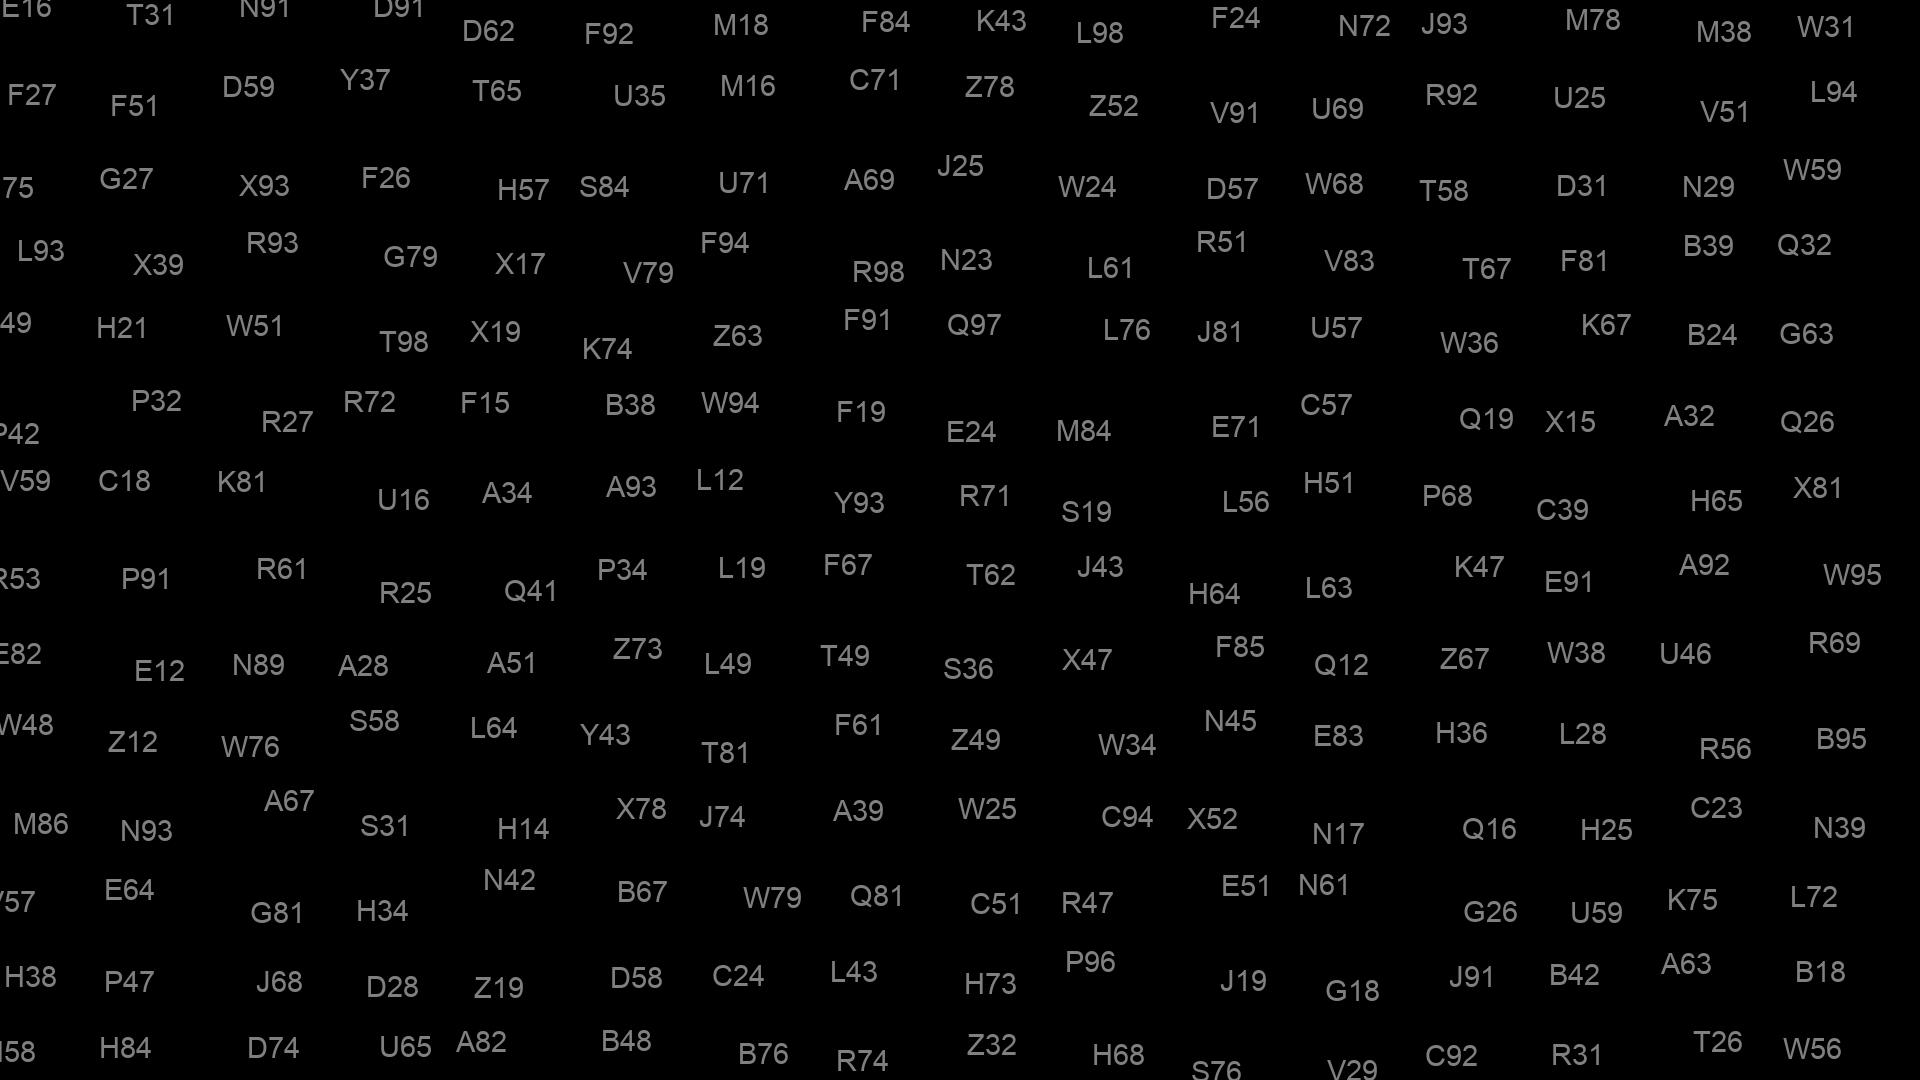 E16 T31 N91 D91 D62 F92 M18 F84 K43 L98 F24 N72 J93 M78 M38 W31
F27 F51 D59 Y37 T65 U35 M16 C71 Z78 Z52 V91 U69 R92 U25 V51 L94
75 G27 X93 F26 H57 S84 U71 A69 J25 W24 D57 W68 T58 D31 N29 W59
L93 X39 R93 G79 X17 V79 F94 R98 N23 L61 R51 V83 T67 F81 B39 Q32
49 H21 W51 T98 X19 K74 Z63 F91 Q97 L76 J81 U57 W36 K67 B24 G63
P42 P32 R27 R72 F15 B38 W94 F19 E24 M84 E71 C57 Q19 X15 A32 Q26
V59 C18 K81 U16 A34 A93 L12 Y93 R71 S19 L56 H51 P68 C39 H65 X81
R53 P91 R61 R25 Q41 P34 L19 F67 T62 J43 H64 L63 K47 E91 A92 W95
E82 E12 N89 A28 A51 Z73 L49 T49 S36 X47 F85 Q12 Z67 W38 U46 R69
W48 Z12 W76 S58 L64 Y43 T81 F61 Z49 W34 N45 E83 H36 L28 R56 B95
M86 N93 A67 S31 H14 X78 J74 A39 W25 C94 X52 N17 Q16 H25 C23 N39
57 E64 G81 H34 N42 B67 W79 Q81 C51 R47 E51 N61 G26 U59 K75 L72
H38 P47 J68 D28 Z19 D58 C24 L43 H73 P96 J19 G18 J91 B42 A63 B18
58 H84 D74 U65 A82 B48 B76 R74 Z32 H68 S76 V29 C92 R31 T26 W56